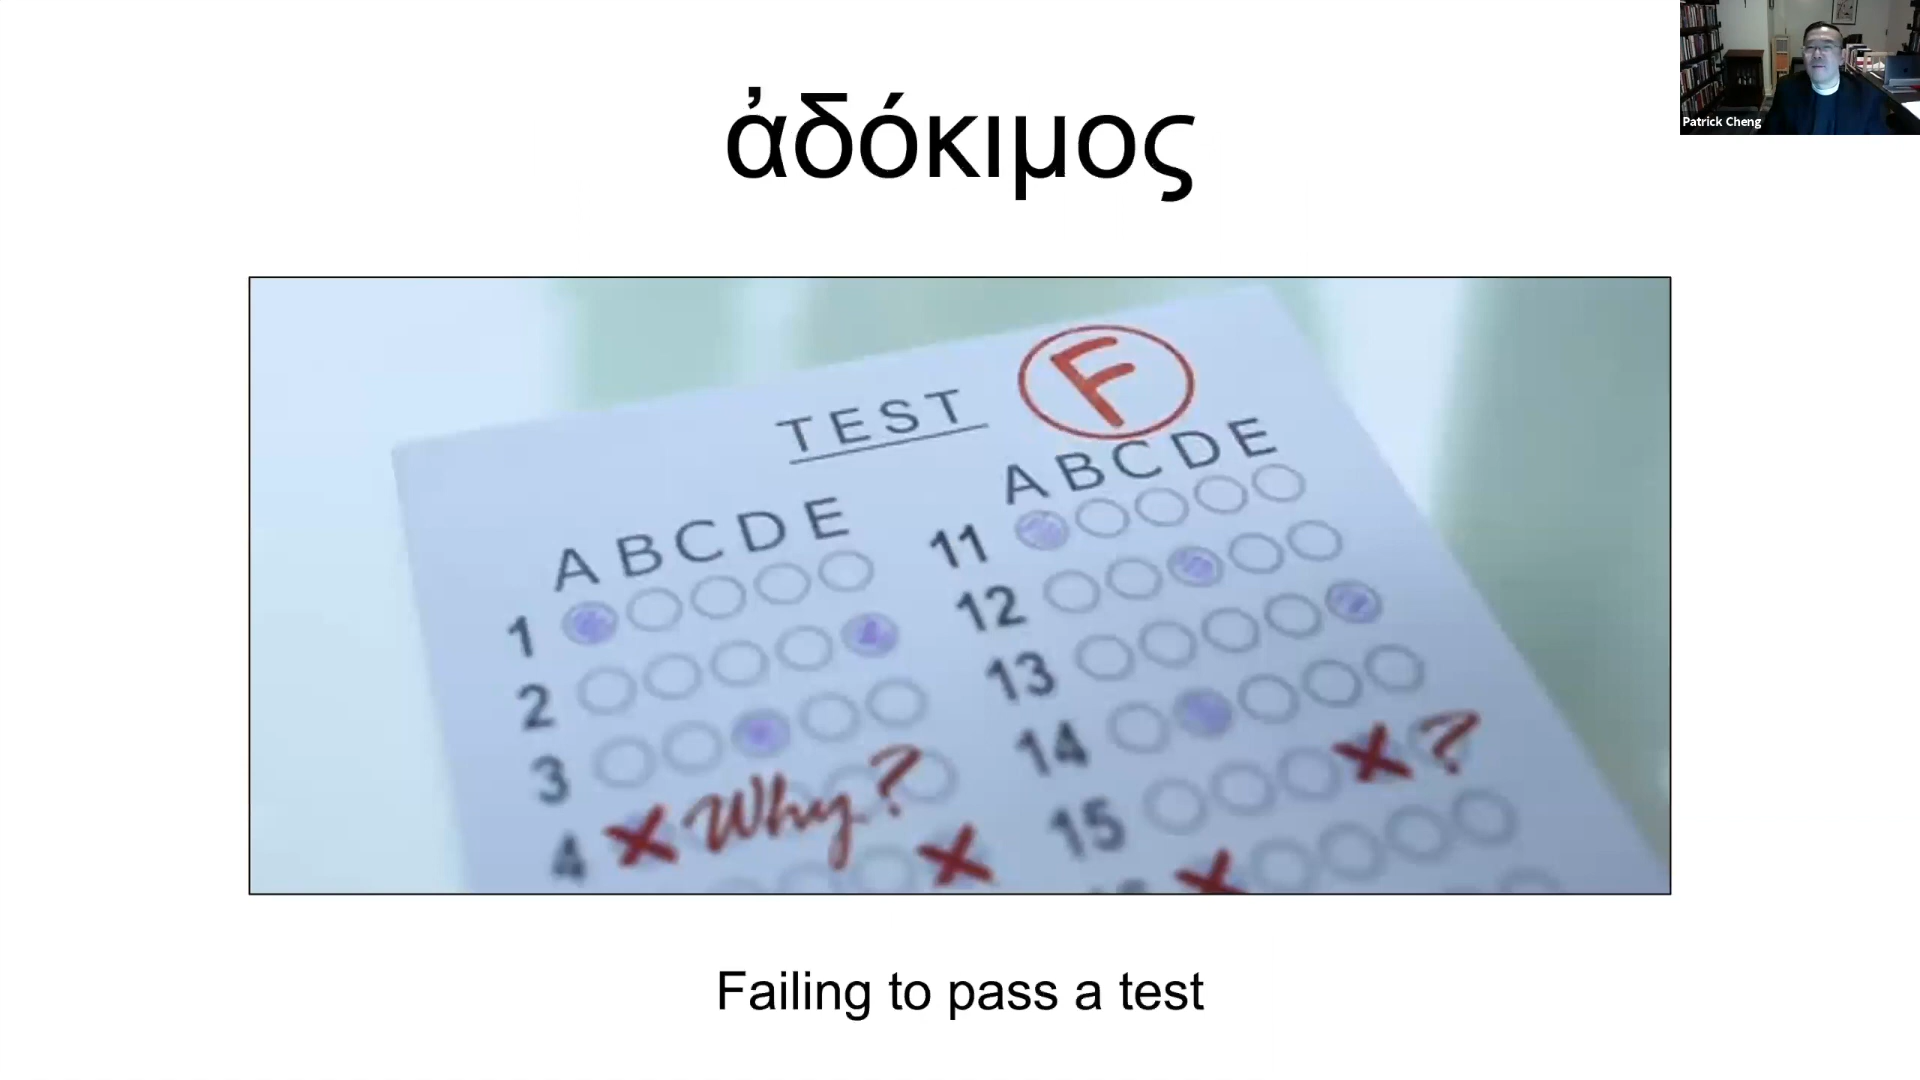 ἀδόκιμος
Patrick Cheng
TEST F
A B C D E
1
2
3
4 x Why?
x
A B C D E
11
12
13
14
15 x ?
x
Failing to pass a test